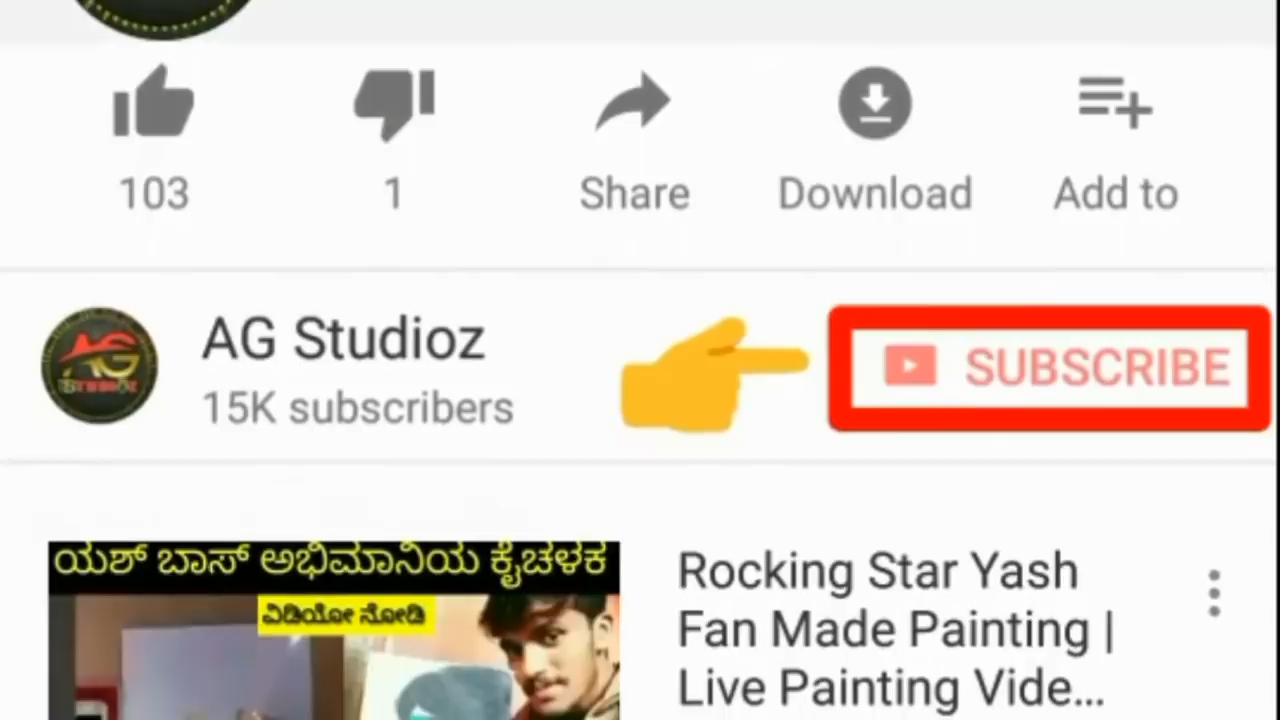 103
1
Share
Download
Add to
AG Studioz
15K subscribers
SUBSCRIBE
AG
ಯಶ್ ಬಾಸ್ ಅಭಿಮಾನಿಯ ಕೈಚಳಕ
ವಿಡಿಯೋ ನೋಡಿ
Rocking Star Yash
Fan Made Painting |
Live Painting Vide...